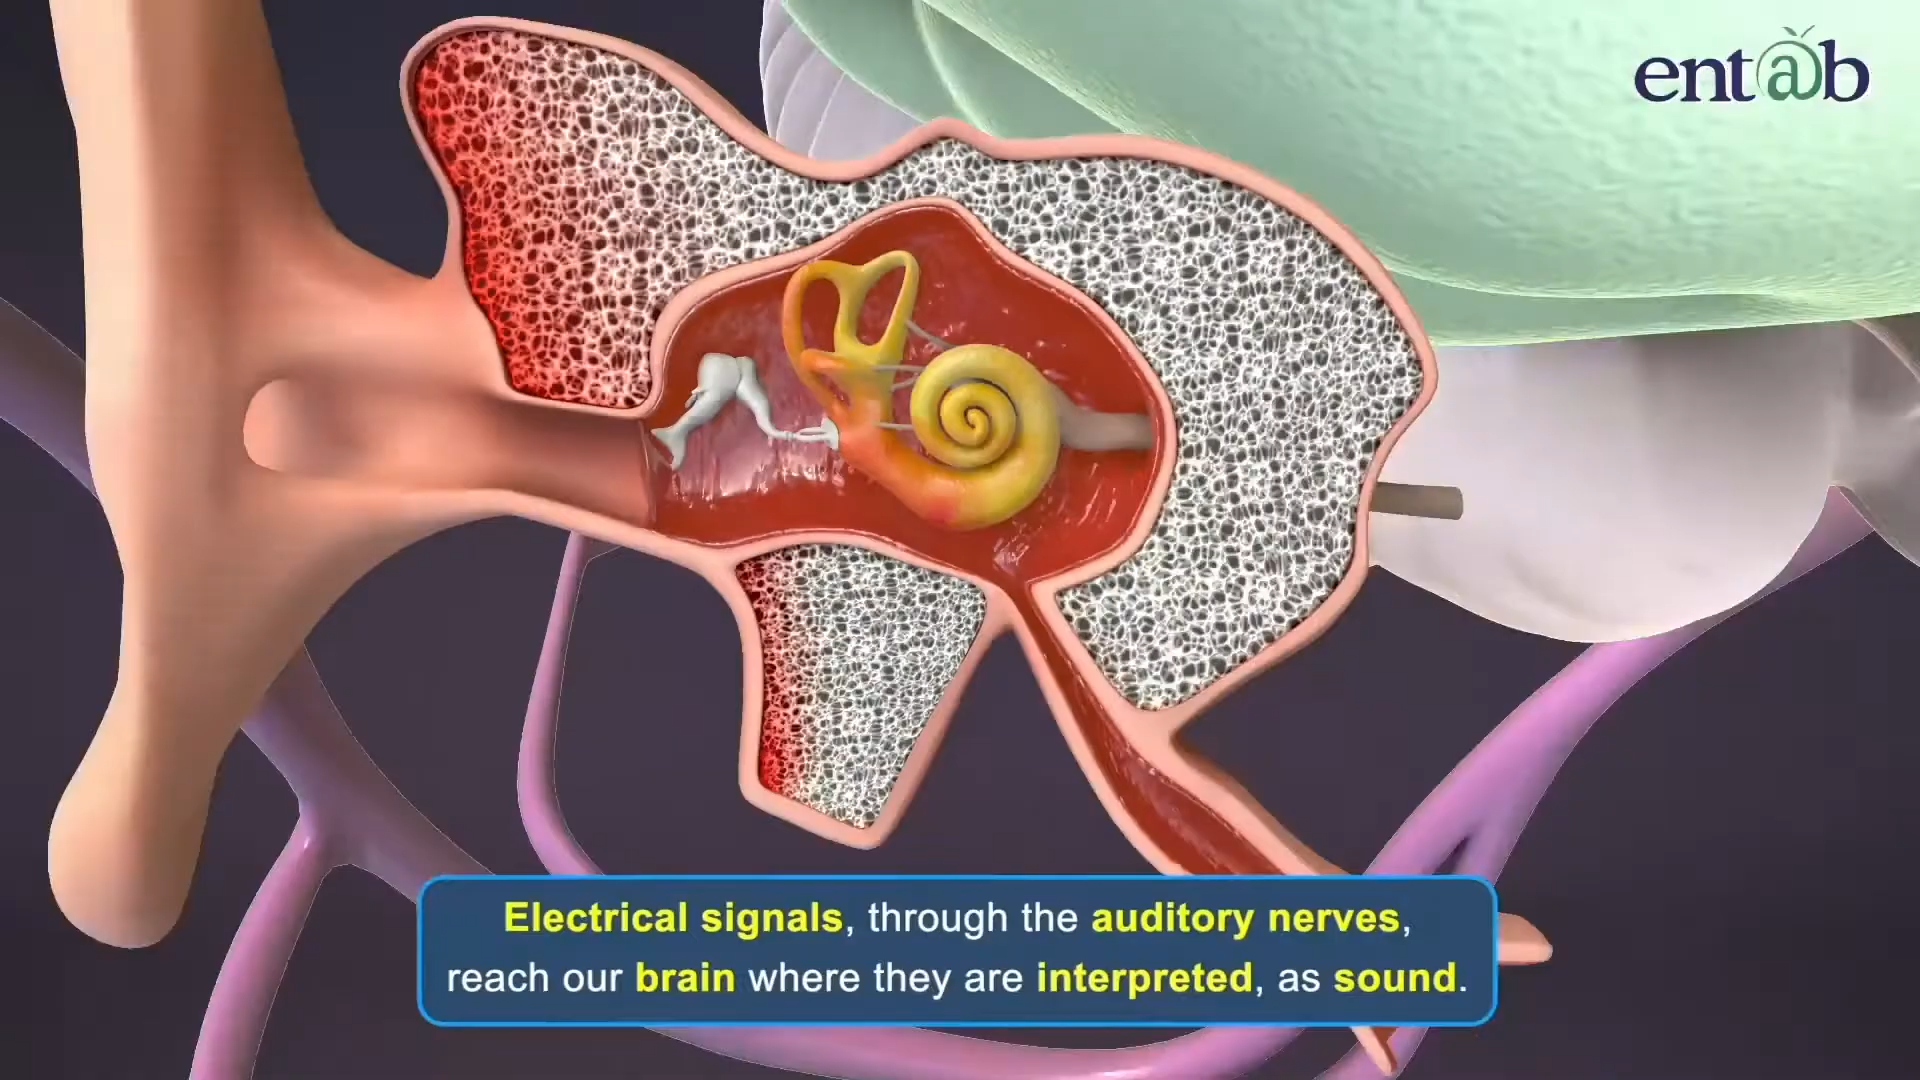 entab
Electrical signals, through the auditory nerves,
reach our brain where they are interpreted, as sound.